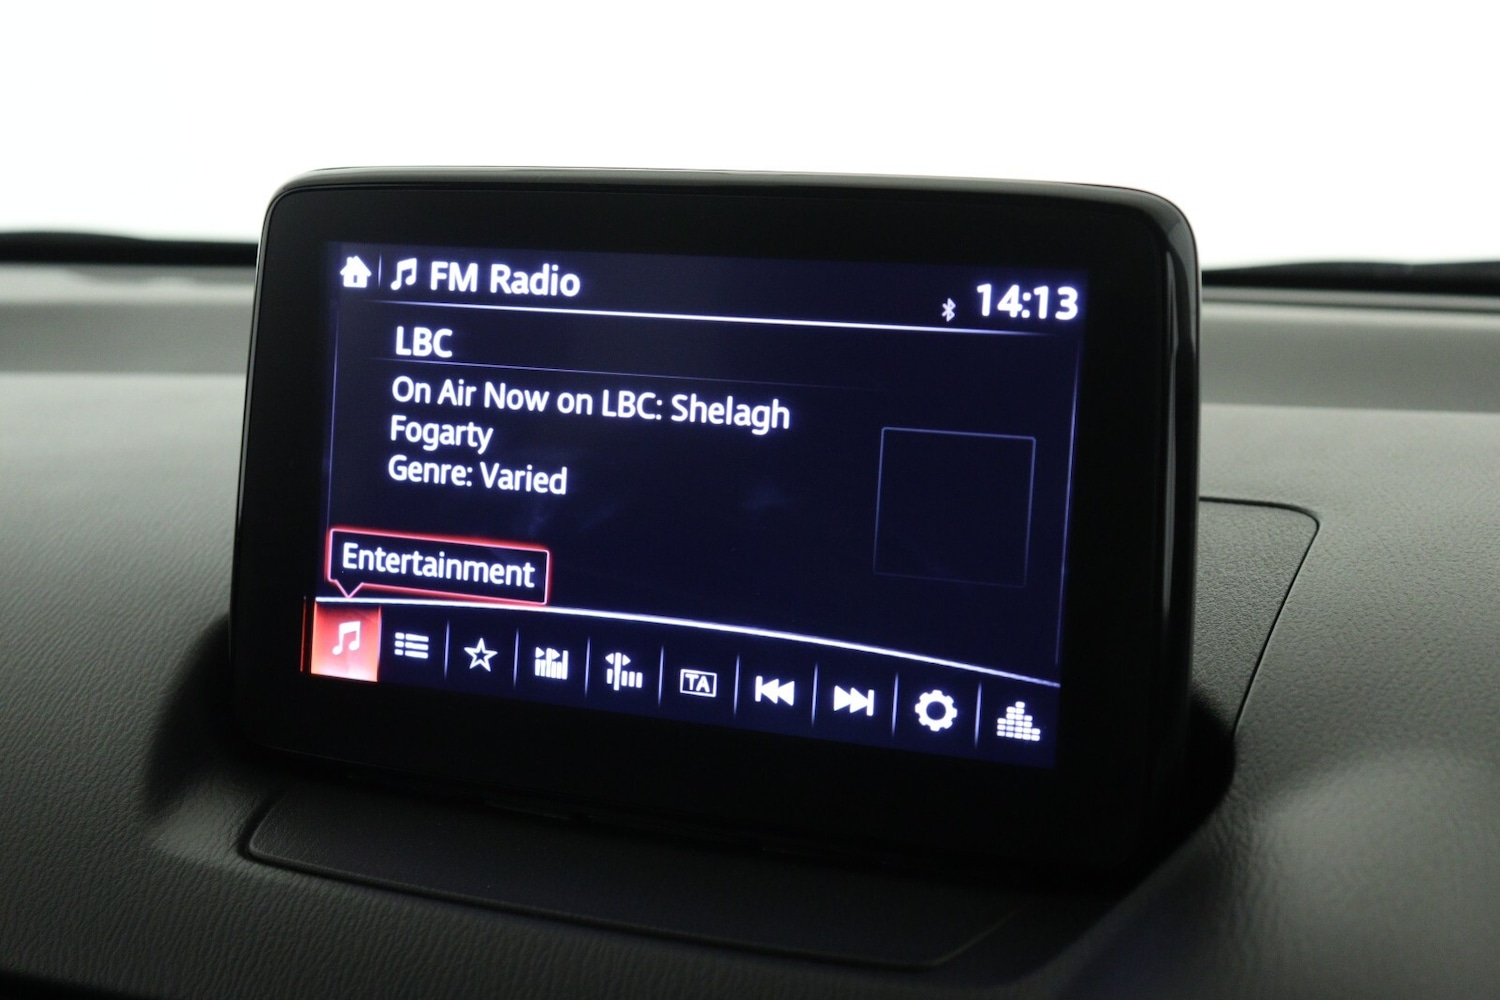 FM Radio
14:13
LBC
On Air Now on LBC: Shelagh
Fogarty
Genre: Varied
Entertainment
TA